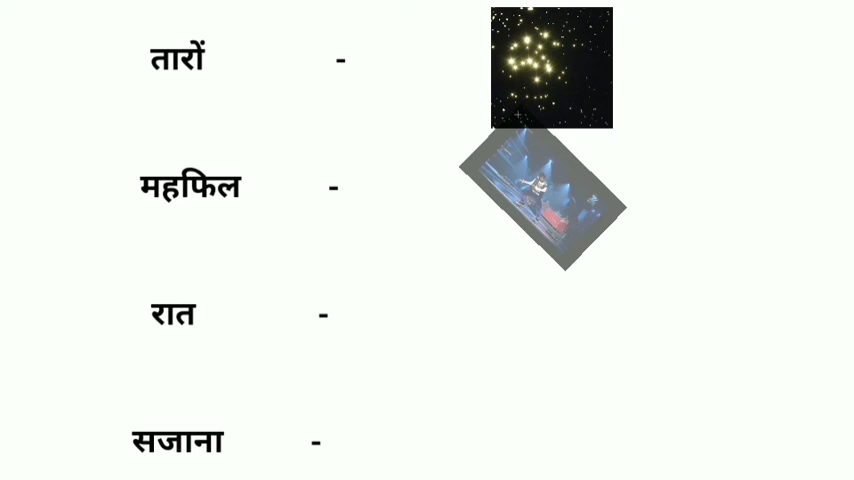 तारों -
महफिल -
रात -
सजाना -